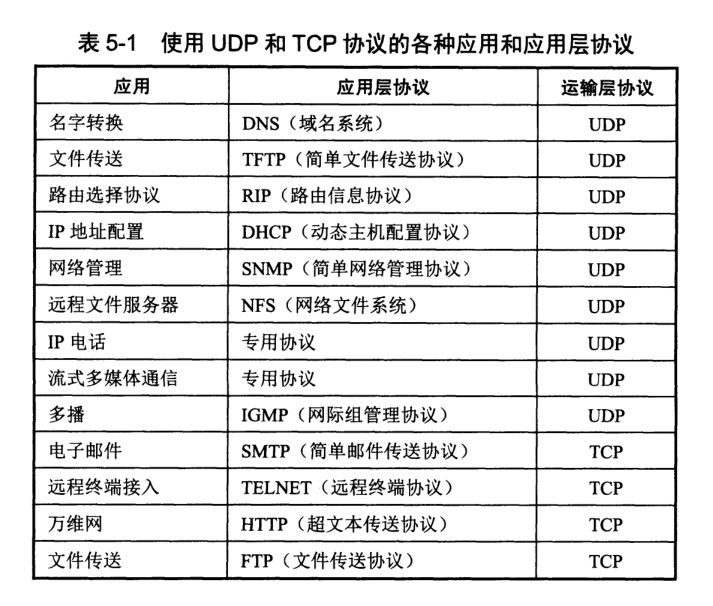 表 5-1 使用 UDP 和 TCP 协议的各种应用和应用层协议
应用 应用层协议 运输层协议
名字转换 DNS（域名系统） UDP
文件传送 TFTP（简单文件传送协议） UDP
路由选择协议 RIP（路由信息协议） UDP
IP 地址配置 DHCP（动态主机配置协议） UDP
网络管理 SNMP（简单网络管理协议） UDP
远程文件服务器 NFS（网络文件系统） UDP
IP 电话 专用协议 UDP
流式多媒体通信 专用协议 UDP
多播 IGMP（网际组管理协议） UDP
电子邮件 SMTP（简单邮件传送协议） TCP
远程终端接入 TELNET（远程终端协议） TCP
万维网 HTTP（超文本传送协议） TCP
文件传送 FTP（文件传送协议） TCP